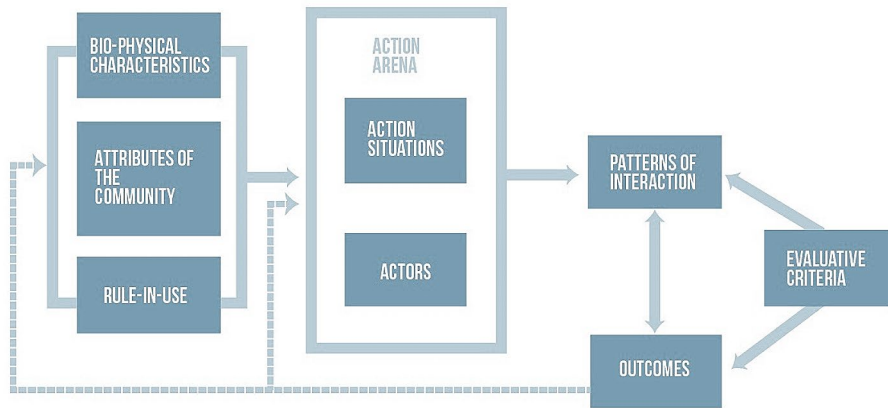 BIO-PHYSICAL
CHARACTERISTICS
ATTRIBUTES OF
THE
COMMUNITY
RULE-IN-USE
ACTION
ARENA
ACTION
SITUATIONS
ACTORS
PATTERNS OF
INTERACTION
EVALUATIVE
CRITERIA
OUTCOMES